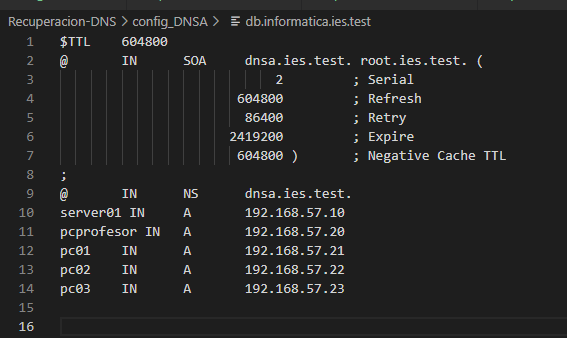 Recuperacion-DNS > config_DNSA > db.informatica.ies.test
1 $TTL 604800
2 @ IN SOA dnsa.ies.test. root.ies.test. (
3 2 ; Serial
4 604800 ; Refresh
5 86400 ; Retry
6 2419200 ; Expire
7 604800 ) ; Negative Cache TTL
8 ;
9 @ IN NS dnsa.ies.test.
10 server01 IN A 192.168.57.10
11 pcprofesor IN A 192.168.57.20
12 pc01 IN A 192.168.57.21
13 pc02 IN A 192.168.57.22
14 pc03 IN A 192.168.57.23
15
16